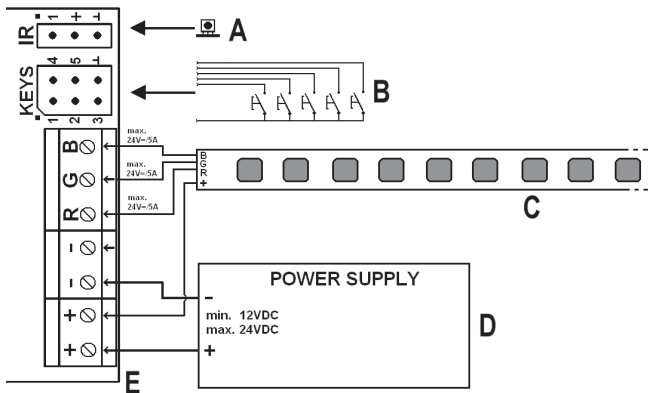 IR
1 + ⊥
A
KEYS
4 5 ⊥
1 2 3
B
B
max.
24V=/5A
G
max.
24V=/5A
R
max.
24V=/5A
B
G
R
+
C
-
-
+
+
E
POWER SUPPLY
-
min. 12VDC
max. 24VDC
+
D